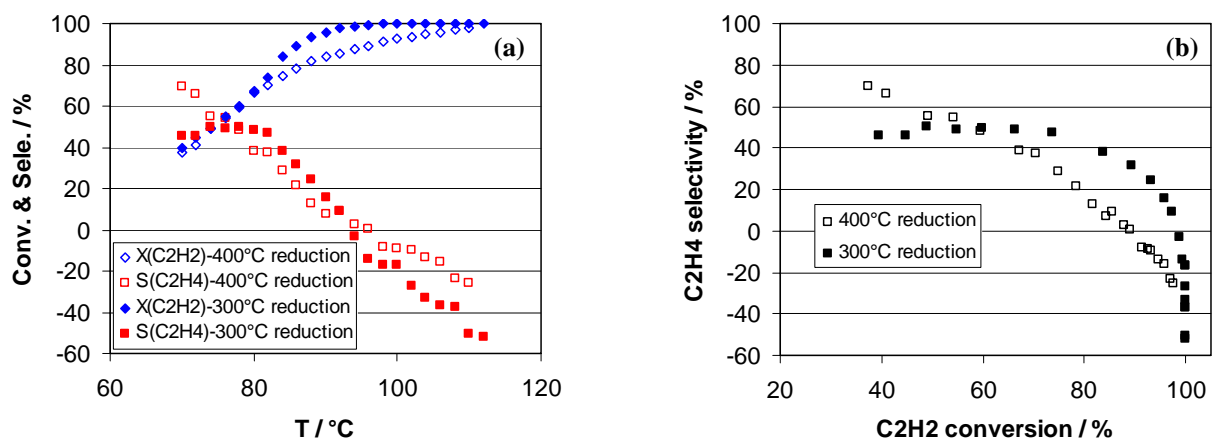 (a)
Conv. & Sele. / %
100
80
60
40
20
0
-20
-40
-60
X(C2H2)-400°C reduction
S(C2H4)-400°C reduction
X(C2H2)-300°C reduction
S(C2H4)-300°C reduction
60
80
100
120
T / °C
(b)
C2H4 selectivity / %
100
80
60
40
20
0
-20
-40
-60
400°C reduction
300°C reduction
20
40
60
80
100
C2H2 conversion / %